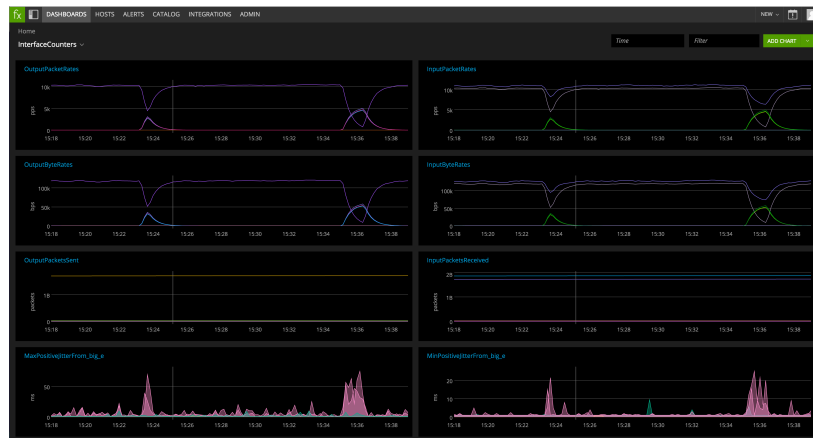 fx DASHBOARDS HOSTS ALERTS CATALOG INTEGRATIONS ADMIN NEW
Home
InterfaceCounters
Time Filter ADD CHART
OutputPacketRates
10k
5k
0
pps
15:18 15:20 15:22 15:24 15:26 15:28 15:30 15:32 15:34 15:36 15:38
InputPacketRates
10k
5k
0
pps
15:18 15:20 15:22 15:24 15:26 15:28 15:30 15:32 15:34 15:36 15:38
OutputByteRates
100k
50k
0
bps
15:18 15:20 15:22 15:24 15:26 15:28 15:30 15:32 15:34 15:36 15:38
InputByteRates
100k
50k
0
bps
15:18 15:20 15:22 15:24 15:26 15:28 15:30 15:32 15:34 15:36 15:38
OutputPacketsSent
1B
0
packets
15:18 15:20 15:22 15:24 15:26 15:28 15:30 15:32 15:34 15:36 15:38
InputPacketsReceived
2B
1B
0
packets
15:18 15:20 15:22 15:24 15:26 15:28 15:30 15:32 15:34 15:36 15:38
MaxPositiveJitterFrom_big_e
50
0
ms
15:18 15:20 15:22 15:24 15:26 15:28 15:30 15:32 15:34 15:36 15:38
MinPositiveJitterFrom_big_e
20
10
0
ms
15:18 15:20 15:22 15:24 15:26 15:28 15:30 15:32 15:34 15:36 15:38